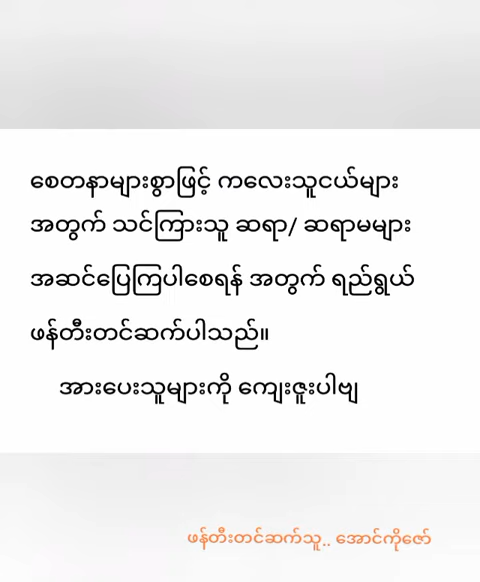 စေတနာများစွာဖြင့် ကလေးသူငယ်များ
အတွက် သင်ကြားသူ ဆရာ/ ဆရာမများ
အဆင်ပြေကြပါစေရန် အတွက် ရည်ရွယ်
ဖန်တီးတင်ဆက်ပါသည်။
အားပေးသူများကို ကျေးဇူးပါဗျ
ဖန်တီးတင်ဆက်သူ.. အောင်ကိုဇော်